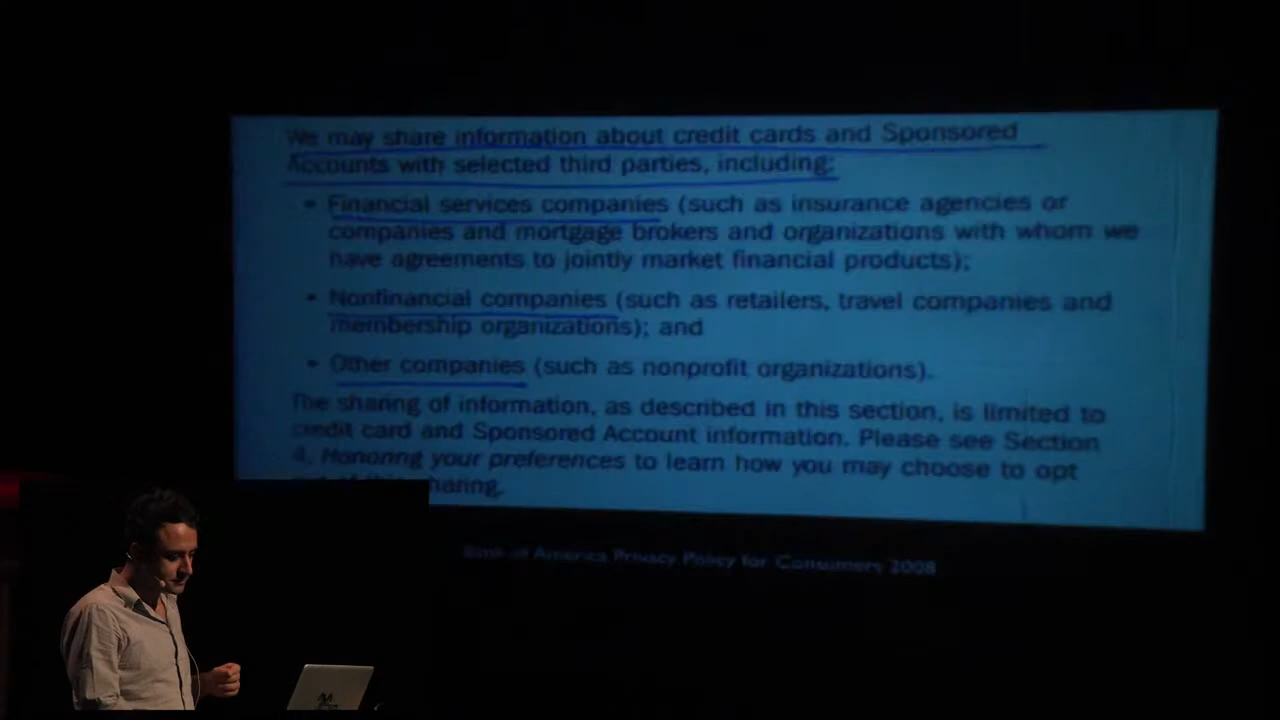 We may share information about credit cards and Sponsored
Accounts with selected third parties, including:
• Financial services companies (such as insurance agencies or
companies and mortgage brokers and organizations with whom we
have agreements to jointly market financial products);
• Nonfinancial companies (such as retailers, travel companies and
membership organizations); and
• Other companies (such as nonprofit organizations).
The sharing of information, as described in this section, is limited to
credit card and Sponsored Account information. Please see Section
4, Honoring your preferences to learn how you may choose to opt
sharing.
Bank of America Privacy Policy for Consumers 2008